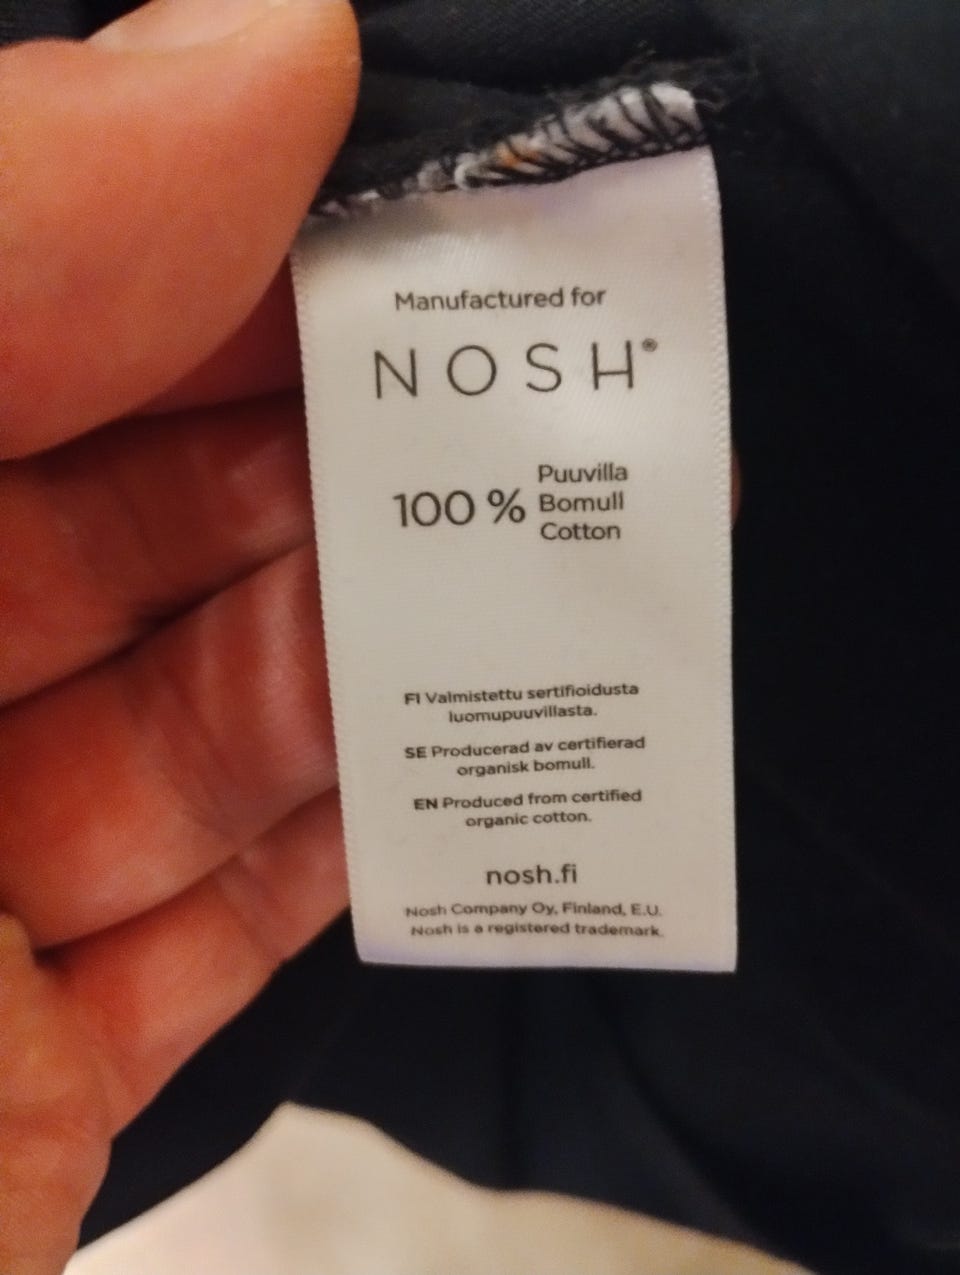 Manufactured for
NOSH®
100 %
Puuvilla
Bomull
Cotton
FI Valmistettu sertifioidusta
luomupuuvillasta.
SE Producerad av certifierad
organisk bomull.
EN Produced from certified
organic cotton.
nosh.fi
Nosh Company Oy, Finland, E.U.
Nosh is a registered trademark.